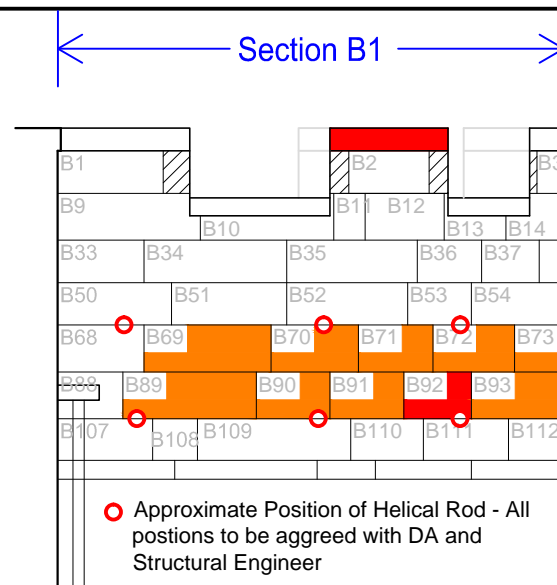 Section B1
B1
B2
B3
B9
B10
B11
B12
B13
B14
B33
B34
B35
B36
B37
B50
B51
B52
B53
B54
B68
B69
B70
B71
B72
B73
B88
B89
B90
B91
B92
B93
B107
B108
B109
B110
B111
B112
Approximate Position of Helical Rod - All
postions to be aggreed with DA and
Structural Engineer